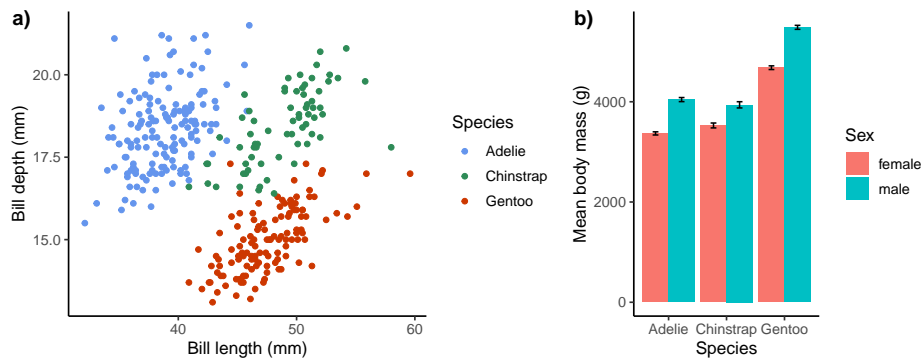 a)
Bill depth (mm)
20.0
17.5
15.0
40
50
60
Bill length (mm)
Species
Adelie
Chinstrap
Gentoo
b)
Mean body mass (g)
4000
2000
0
Adelie Chinstrap Gentoo
Species
Sex
female
male